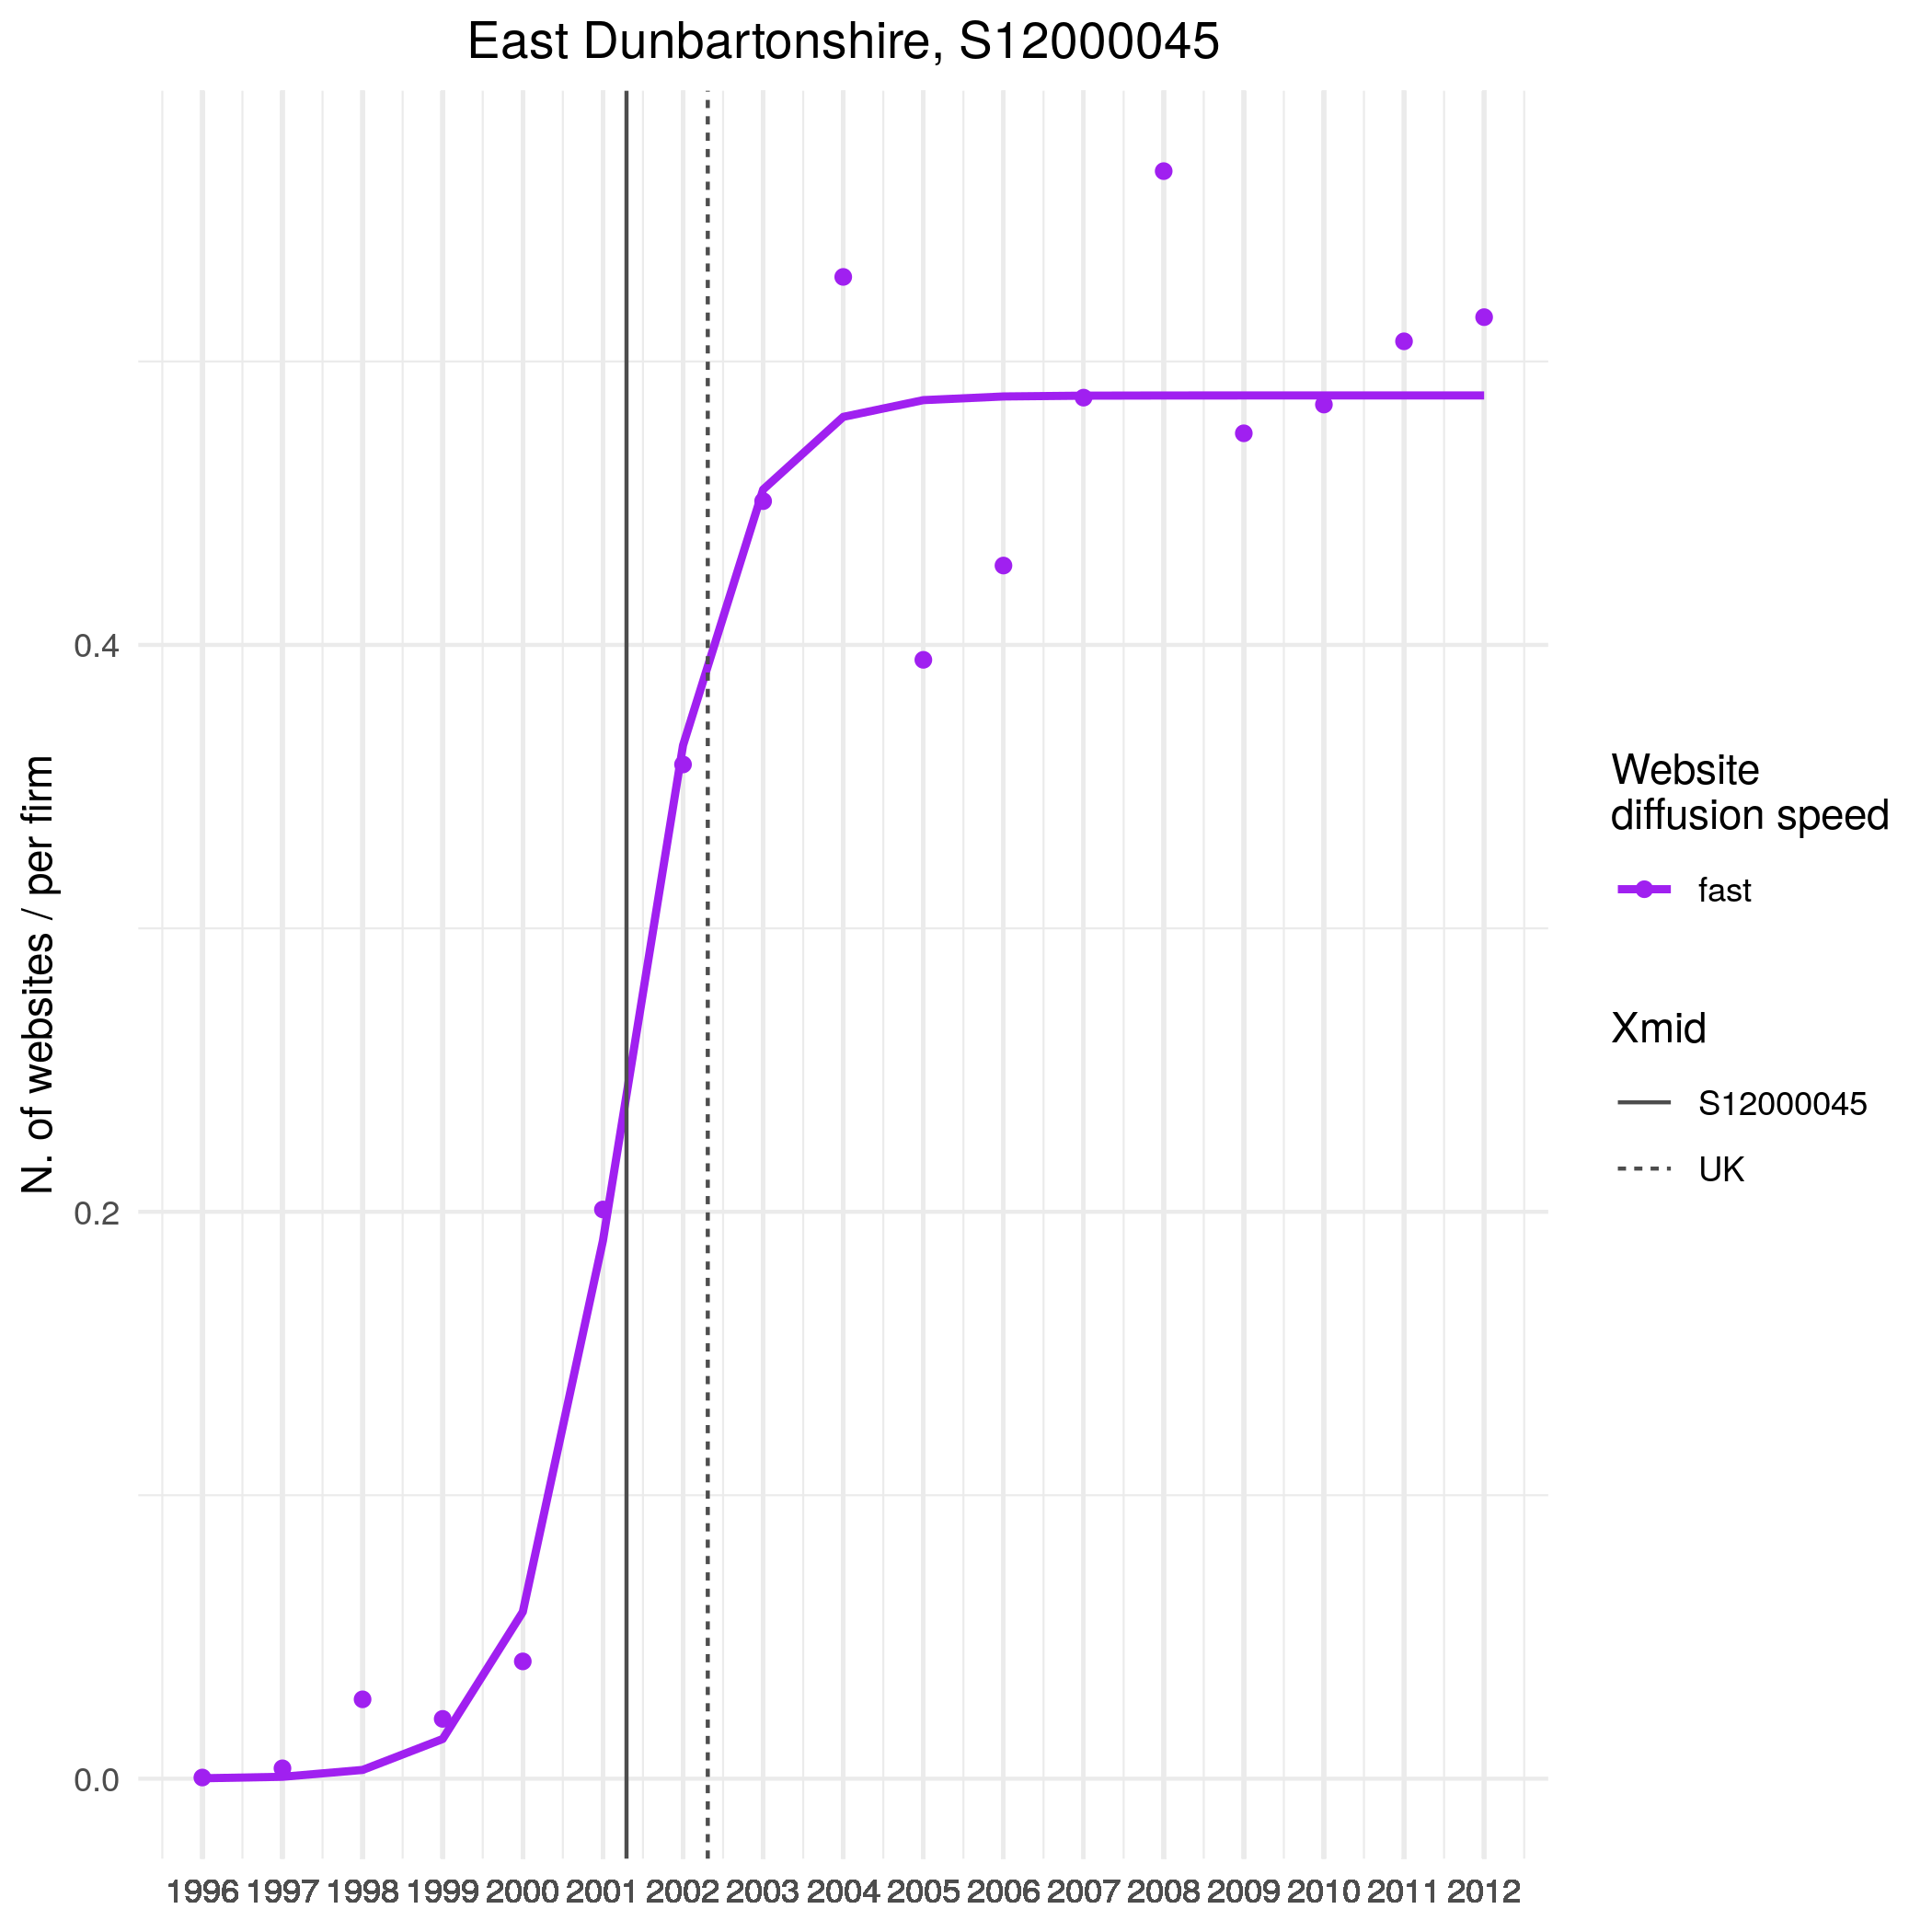 East Dunbartonshire, S12000045
N. of websites / per firm
0.4
0.2
0.0
1996 1997 1998 1999 2000 2001 2002 2003 2004 2005 2006 2007 2008 2009 2010 2011 2012
Website
diffusion speed
fast
Xmid
S12000045
UK